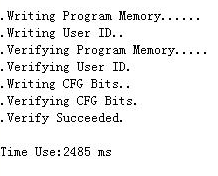 .Writing Program Memory......
.Writing User ID..
.Verifying Program Memory.....
.Verifying User ID.
.Writing CFG Bits..
.Verifying CFG Bits.
.Verify Succeeded.
Time Use:2485 ms